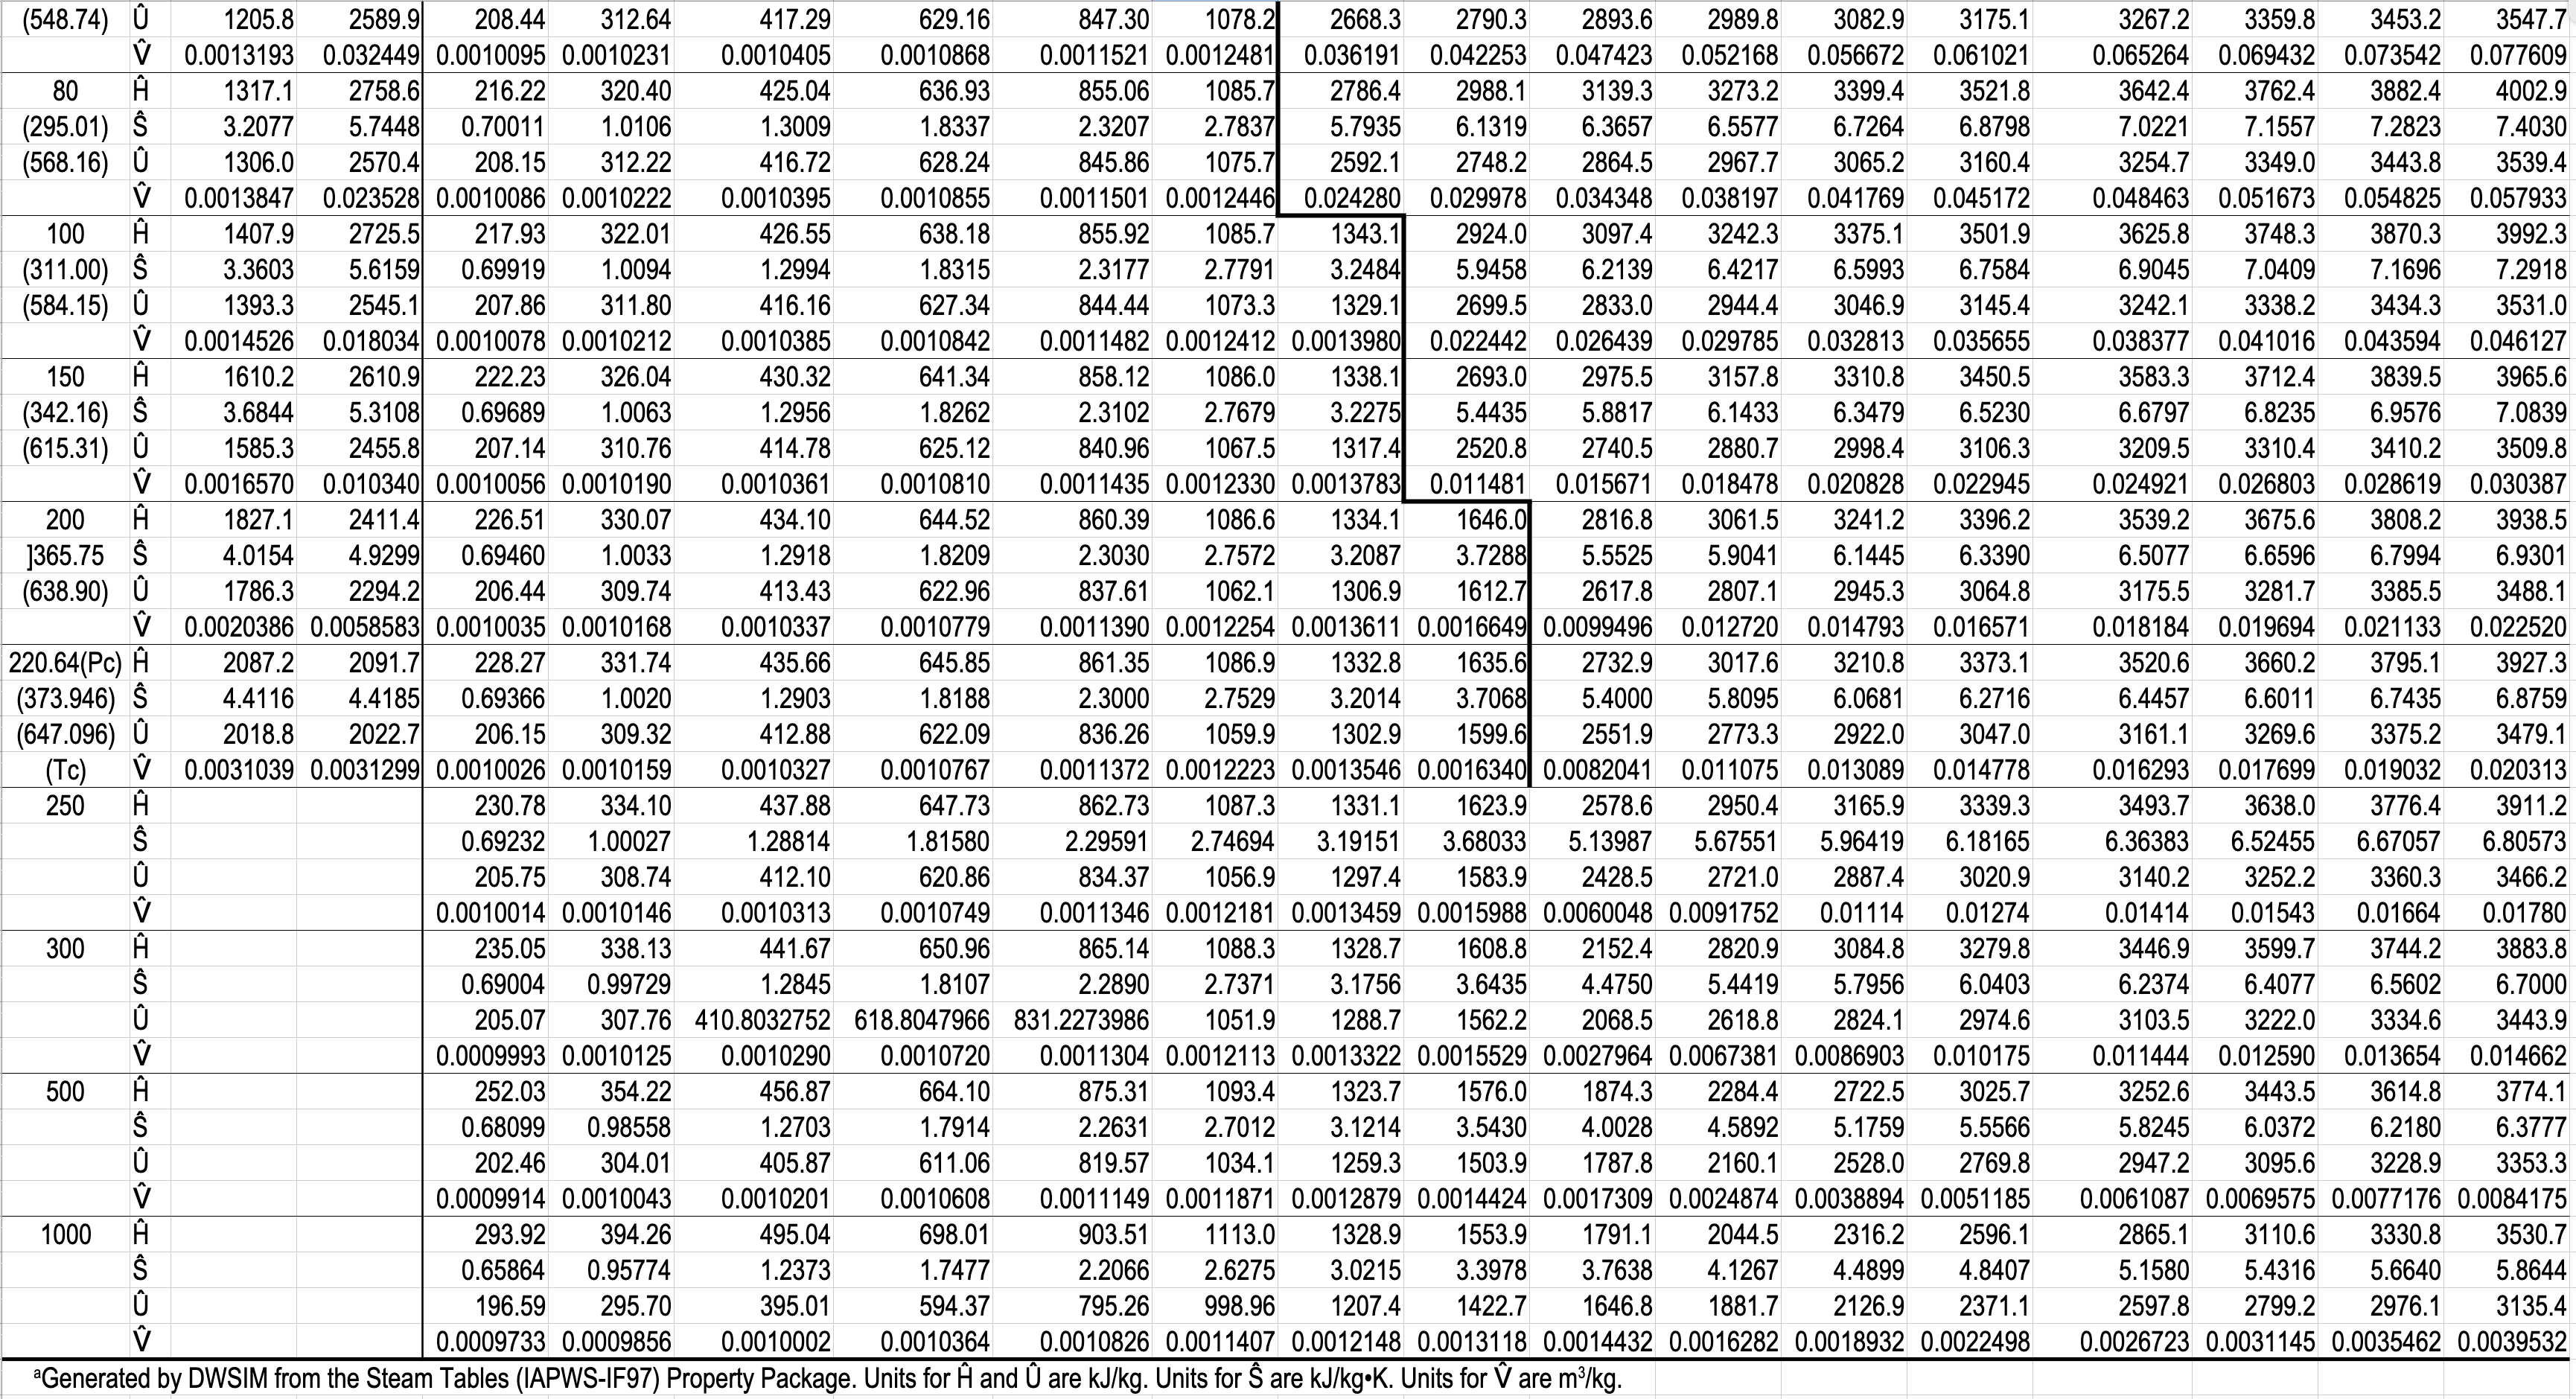 (548.74) Û 1205.8 2589.9 208.44 312.64 417.29 629.16 847.30 1078.2 2668.3 2790.3 2893.6 2989.8 3082.9 3175.1 3267.2 3359.8 3453.2 3547.7
V̂ 0.0013193 0.032449 0.0010095 0.0010231 0.0010405 0.0010868 0.0011521 0.0012481 0.036191 0.042253 0.047423 0.052168 0.056672 0.061021 0.065264 0.069432 0.073542 0.077609
80 Ĥ 1317.1 2758.6 216.22 320.40 425.04 636.93 855.06 1085.7 2786.4 2988.1 3139.3 3273.2 3399.4 3521.8 3642.4 3762.4 3882.4 4002.9
(295.01) Ŝ 3.2077 5.7448 0.70011 1.0106 1.3009 1.8337 2.3207 2.7837 5.7935 6.1319 6.3657 6.5577 6.7264 6.8798 7.0221 7.1557 7.2823 7.4030
(568.16) Û 1306.0 2570.4 208.15 312.22 416.72 628.24 845.86 1075.7 2592.1 2748.2 2864.5 2967.7 3065.2 3160.4 3254.7 3349.0 3443.8 3539.4
V̂ 0.0013847 0.023528 0.0010086 0.0010222 0.0010395 0.0010855 0.0011501 0.0012446 0.024280 0.029978 0.034348 0.038197 0.041769 0.045172 0.048463 0.051673 0.054825 0.057933
100 Ĥ 1407.9 2725.5 217.93 322.01 426.55 638.18 855.92 1085.7 1343.1 2924.0 3097.4 3242.3 3375.1 3501.9 3625.8 3748.3 3870.3 3992.3
(311.00) Ŝ 3.3603 5.6159 0.69919 1.0094 1.2994 1.8315 2.3177 2.7791 3.2484 5.9458 6.2139 6.4217 6.5993 6.7584 6.9045 7.0409 7.1696 7.2918
(584.15) Û 1393.3 2545.1 207.86 311.80 416.16 627.34 844.44 1073.3 1329.1 2699.5 2833.0 2944.4 3046.9 3145.4 3242.1 3338.2 3434.3 3531.0
V̂ 0.0014526 0.018034 0.0010078 0.0010212 0.0010385 0.0010842 0.0011482 0.0012412 0.0013980 0.022442 0.026439 0.029785 0.032813 0.035655 0.038377 0.041016 0.043594 0.046127
150 Ĥ 1610.2 2610.9 222.23 326.04 430.32 641.34 858.12 1086.0 1338.1 2693.0 2975.5 3157.8 3310.8 3450.5 3583.3 3712.4 3839.5 3965.6
(342.16) Ŝ 3.6844 5.3108 0.69689 1.0063 1.2956 1.8262 2.3102 2.7679 3.2275 5.4435 5.8817 6.1433 6.3479 6.5230 6.6797 6.8235 6.9576 7.0839
(615.31) Û 1585.3 2455.8 207.14 310.76 414.78 625.12 840.96 1067.5 1317.4 2520.8 2740.5 2880.7 2998.4 3106.3 3209.5 3310.4 3410.2 3509.8
V̂ 0.0016570 0.010340 0.0010056 0.0010190 0.0010361 0.0010810 0.0011435 0.0012330 0.0013783 0.011481 0.015671 0.018478 0.020828 0.022945 0.024921 0.026803 0.028619 0.030387
200 Ĥ 1827.1 2411.4 226.51 330.07 434.10 644.52 860.39 1086.6 1334.1 1646.0 2816.8 3061.5 3241.2 3396.2 3539.2 3675.6 3808.2 3938.5
]365.75 Ŝ 4.0154 4.9299 0.69460 1.0033 1.2918 1.8209 2.3030 2.7572 3.2087 3.7288 5.5525 5.9041 6.1445 6.3390 6.5077 6.6596 6.7994 6.9301
(638.90) Û 1786.3 2294.2 206.44 309.74 413.43 622.96 837.61 1062.1 1306.9 1612.7 2617.8 2807.1 2945.3 3064.8 3175.5 3281.7 3385.5 3488.1
V̂ 0.0020386 0.0058583 0.0010035 0.0010168 0.0010337 0.0010779 0.0011390 0.0012254 0.0013611 0.0016649 0.0099496 0.012720 0.014793 0.016571 0.018184 0.019694 0.021133 0.022520
220.64(Pc) Ĥ 2087.2 2091.7 228.27 331.74 435.66 645.85 861.35 1086.9 1332.8 1635.6 2732.9 3017.6 3210.8 3373.1 3520.6 3660.2 3795.1 3927.3
(373.946) Ŝ 4.4116 4.4185 0.69366 1.0020 1.2903 1.8188 2.3000 2.7529 3.2014 3.7068 5.4000 5.8095 6.0681 6.2716 6.4457 6.6011 6.7435 6.8759
(647.096) Û 2018.8 2022.7 206.15 309.32 412.88 622.09 836.26 1059.9 1302.9 1599.6 2551.9 2773.3 2922.0 3047.0 3161.1 3269.6 3375.2 3479.1
(Tc) V̂ 0.0031039 0.0031299 0.0010026 0.0010159 0.0010327 0.0010767 0.0011372 0.0012223 0.0013546 0.0016340 0.0082041 0.011075 0.013089 0.014778 0.016293 0.017699 0.019032 0.020313
250 Ĥ 230.78 334.10 437.88 647.73 862.73 1087.3 1331.1 1623.9 2578.6 2950.4 3165.9 3339.3 3493.7 3638.0 3776.4 3911.2
Ŝ 0.69232 1.00027 1.28814 1.81580 2.29591 2.74694 3.19151 3.68033 5.13987 5.67551 5.96419 6.18165 6.36383 6.52455 6.67057 6.80573
Û 205.75 308.74 412.10 620.86 834.37 1056.9 1297.4 1583.9 2428.5 2721.0 2887.4 3020.9 3140.2 3252.2 3360.3 3466.2
V̂ 0.0010014 0.0010146 0.0010313 0.0010749 0.0011346 0.0012181 0.0013459 0.0015988 0.0060048 0.0091752 0.01114 0.01274 0.01414 0.01543 0.01664 0.01780
300 Ĥ 235.05 338.13 441.67 650.96 865.14 1088.3 1328.7 1608.8 2152.4 2820.9 3084.8 3279.8 3446.9 3599.7 3744.2 3883.8
Ŝ 0.69004 0.99729 1.2845 1.8107 2.2890 2.7371 3.1756 3.6435 4.4750 5.4419 5.7956 6.0403 6.2374 6.4077 6.5602 6.7000
Û 205.07 307.76 410.8032752 618.8047966 831.2273986 1051.9 1288.7 1562.2 2068.5 2618.8 2824.1 2974.6 3103.5 3222.0 3334.6 3443.9
V̂ 0.0009993 0.0010125 0.0010290 0.0010720 0.0011304 0.0012113 0.0013322 0.0015529 0.0027964 0.0067381 0.0086903 0.010175 0.011444 0.012590 0.013654 0.014662
500 Ĥ 252.03 354.22 456.87 664.10 875.31 1093.4 1323.7 1576.0 1874.3 2284.4 2722.5 3025.7 3252.6 3443.5 3614.8 3774.1
Ŝ 0.68099 0.98558 1.2703 1.7914 2.2631 2.7012 3.1214 3.5430 4.0028 4.5892 5.1759 5.5566 5.8245 6.0372 6.2180 6.3777
Û 202.46 304.01 405.87 611.06 819.57 1034.1 1259.3 1503.9 1787.8 2160.1 2528.0 2769.8 2947.2 3095.6 3228.9 3353.3
V̂ 0.0009914 0.0010043 0.0010201 0.0010608 0.0011149 0.0011871 0.0012879 0.0014424 0.0017309 0.0024874 0.0038894 0.0051185 0.0061087 0.0069575 0.0077176 0.0084175
1000 Ĥ 293.92 394.26 495.04 698.01 903.51 1113.0 1328.9 1553.9 1791.1 2044.5 2316.2 2596.1 2865.1 3110.6 3330.8 3530.7
Ŝ 0.65864 0.95774 1.2373 1.7477 2.2066 2.6275 3.0215 3.3978 3.7638 4.1267 4.4899 4.8407 5.1580 5.4316 5.6640 5.8644
Û 196.59 295.70 395.01 594.37 795.26 998.96 1207.4 1422.7 1646.8 1881.7 2126.9 2371.1 2597.8 2799.2 2976.1 3135.4
V̂ 0.0009733 0.0009856 0.0010002 0.0010364 0.0010826 0.0011407 0.0012148 0.0013118 0.0014432 0.0016282 0.0018932 0.0022498 0.0026723 0.0031145 0.0035462 0.0039532
ᵃGenerated by DWSIM from the Steam Tables (IAPWS-IF97) Property Package. Units for Ĥ and Û are kJ/kg. Units for Ŝ are kJ/kg•K. Units for V̂ are m³/kg.